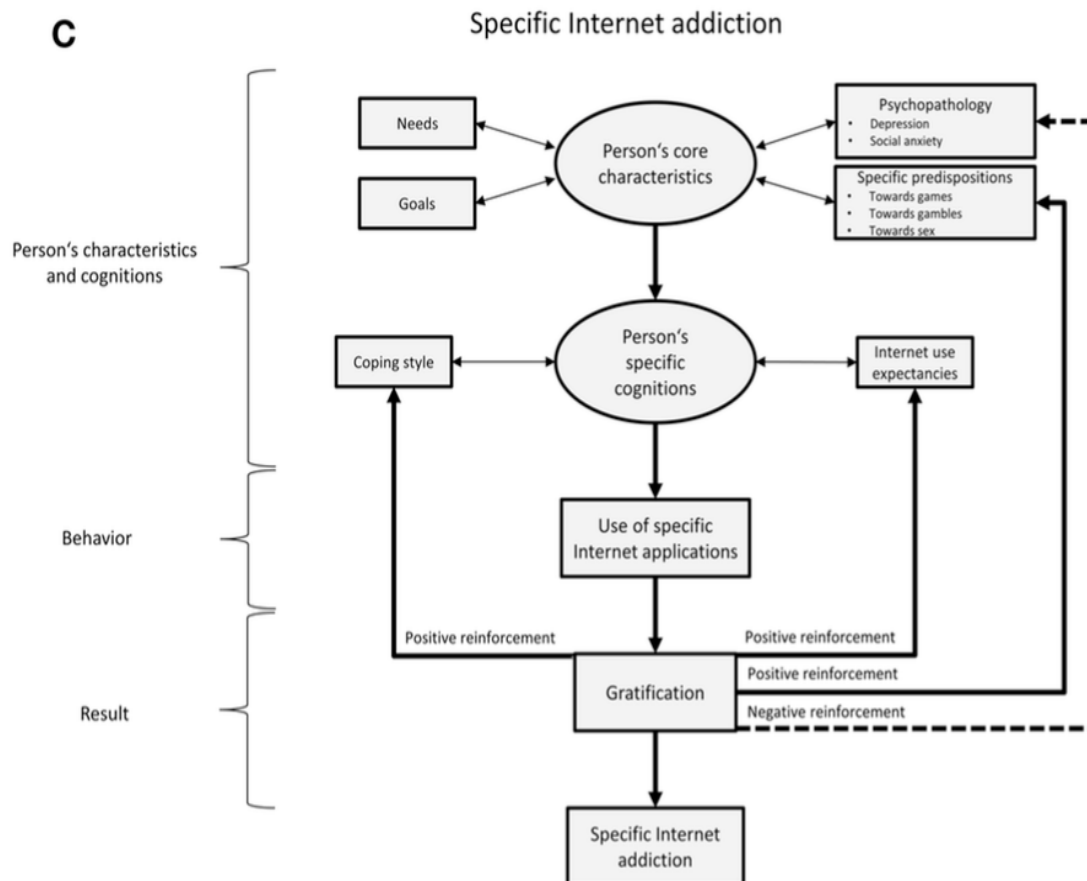 C
Specific Internet addiction
Needs
Goals
Person‘s core
characteristics
Psychopathology
• Depression
• Social anxiety
Specific predispositions
• Towards games
• Towards gambles
• Towards sex
Person‘s characteristics
and cognitions
Coping style
Person‘s
specific
cognitions
Internet use
expectancies
Behavior
Use of specific
Internet applications
Positive reinforcement
Positive reinforcement
Result
Gratification
Positive reinforcement
Negative reinforcement
Specific Internet
addiction